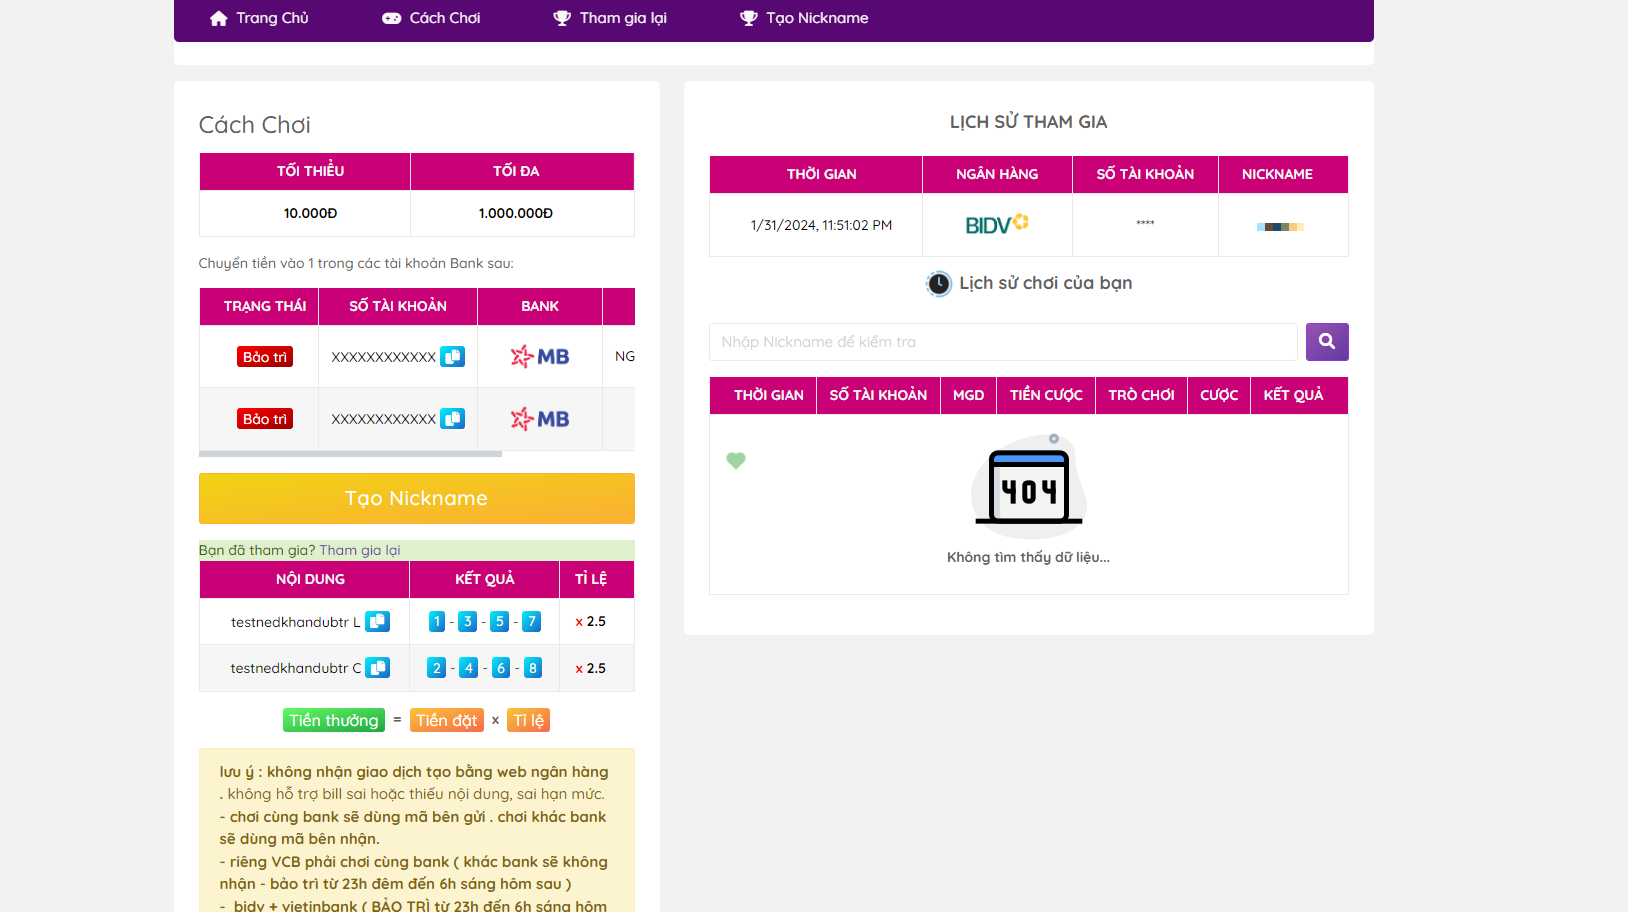 Trang Chủ
Cách Chơi
Tham gia lại
Tạo Nickname
Cách Chơi
TỐI THIỂU TỐI ĐA
10.000Đ 1.000.000Đ
Chuyển tiền vào 1 trong các tài khoản Bank sau:
TRẠNG THÁI SỐ TÀI KHOẢN BANK
Bảo trì XXXXXXXXXXXX MB NG
Bảo trì XXXXXXXXXXXX MB
Tạo Nickname
Bạn đã tham gia? Tham gia lại
NỘI DUNG KẾT QUẢ TỈ LỆ
testnedkhandubtr L 1 - 3 - 5 - 7 x 2.5
testnedkhandubtr C 2 - 4 - 6 - 8 x 2.5
Tiền thưởng = Tiền đặt x Tỉ lệ
lưu ý : không nhận giao dịch tạo bằng web ngân hàng
. không hỗ trợ bill sai hoặc thiếu nội dung, sai hạn mức.
- chơi cùng bank sẽ dùng mã bên gửi . chơi khác bank
sẽ dùng mã bên nhận.
- riêng VCB phải chơi cùng bank ( khác bank sẽ không
nhận - bảo trì từ 23h đêm đến 6h sáng hôm sau )
- bidv + vietinbank ( BẢO TRÌ từ 23h đến 6h sáng hôm
LỊCH SỬ THAM GIA
THỜI GIAN NGÂN HÀNG SỐ TÀI KHOẢN NICKNAME
1/31/2024, 11:51:02 PM BIDV ****
Lịch sử chơi của bạn
Nhập Nickname để kiểm tra
THỜI GIAN SỐ TÀI KHOẢN MGD TIỀN CƯỢC TRÒ CHƠI CƯỢC KẾT QUẢ
404
Không tìm thấy dữ liệu...